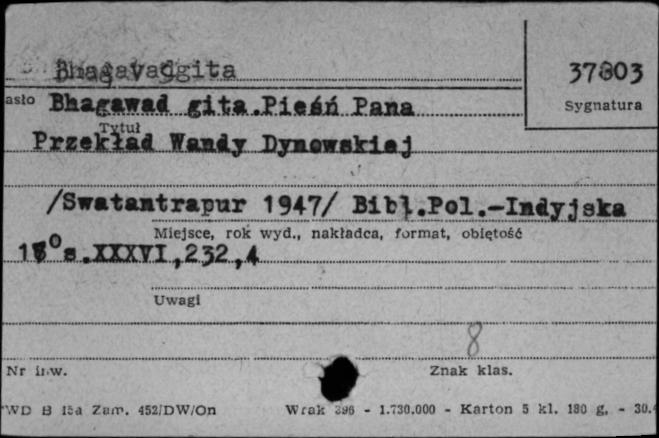 Bhagavadgita
37803
asło Bhagawad gita.Pieśń Pana
Sygnatura
Tytuł
Przekład Wandy Dynowskiej
/Swatantrapur 1947/ Bibl.Pol.-Indyjska
Miejsce, rok wyd., nakładca, format, obiętość
16° s.XXXVI,232,4
Uwagi
8
Nr inw.
Znak klas.
WD B 15a Zam. 452/DW/On Wrak 396 - 1.730.000 - Karton 5 kl. 180 g. - 30.